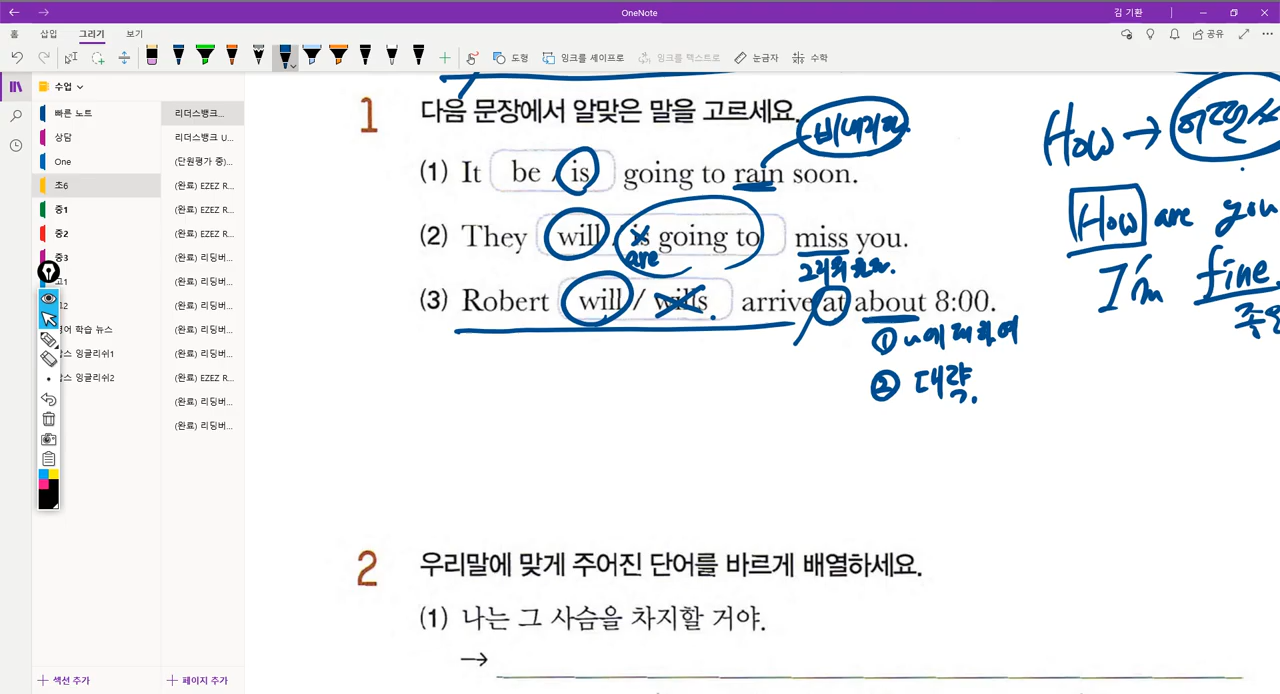 OneNote
김 기환
홈 삽입 그리기 보기
공유
도형 잉크를 셰이프로 잉크를 텍스트로 눈금자 수학
수업
빠른 노트
상담
One
초6
중1
중2
중3
고1
학습 뉴스
잉글리쉬1
잉글리쉬2
섹션 추가
리더스뱅크...
리더스뱅크 U...
(단원평가 중)...
(완료) EZEZ R...
(완료) EZEZ R...
(완료) EZEZ R...
(완료) 리딩버...
(완료) 리딩버...
(완료) 리딩버...
(완료) 리딩버...
(완료) 리딩버...
(완료) EZEZ R...
(완료) 리딩버...
(완료) 리딩버...
페이지 추가
1 다음 문장에서 알맞은 말을 고르세요.
비내리다.
(1) It be / is going to rain soon.
(2) They will / is going to miss you.
are
(3) Robert will / wills arrive at about 8:00.
① ~에 대하여
② 대략.
How →
How are you
I'm fine.
2 우리말에 맞게 주어진 단어를 바르게 배열하세요.
(1) 나는 그 사슴을 차지할 거야.
→